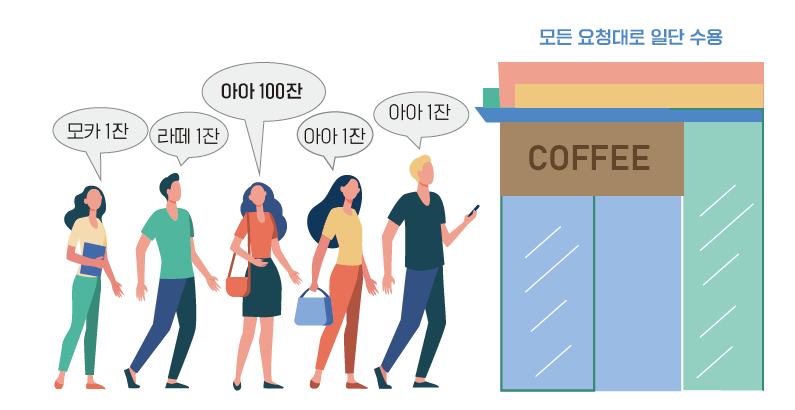 모든 요청대로 일단 수용
모카 1잔
라떼 1잔
아아 100잔
아아 1잔
아아 1잔
COFFEE